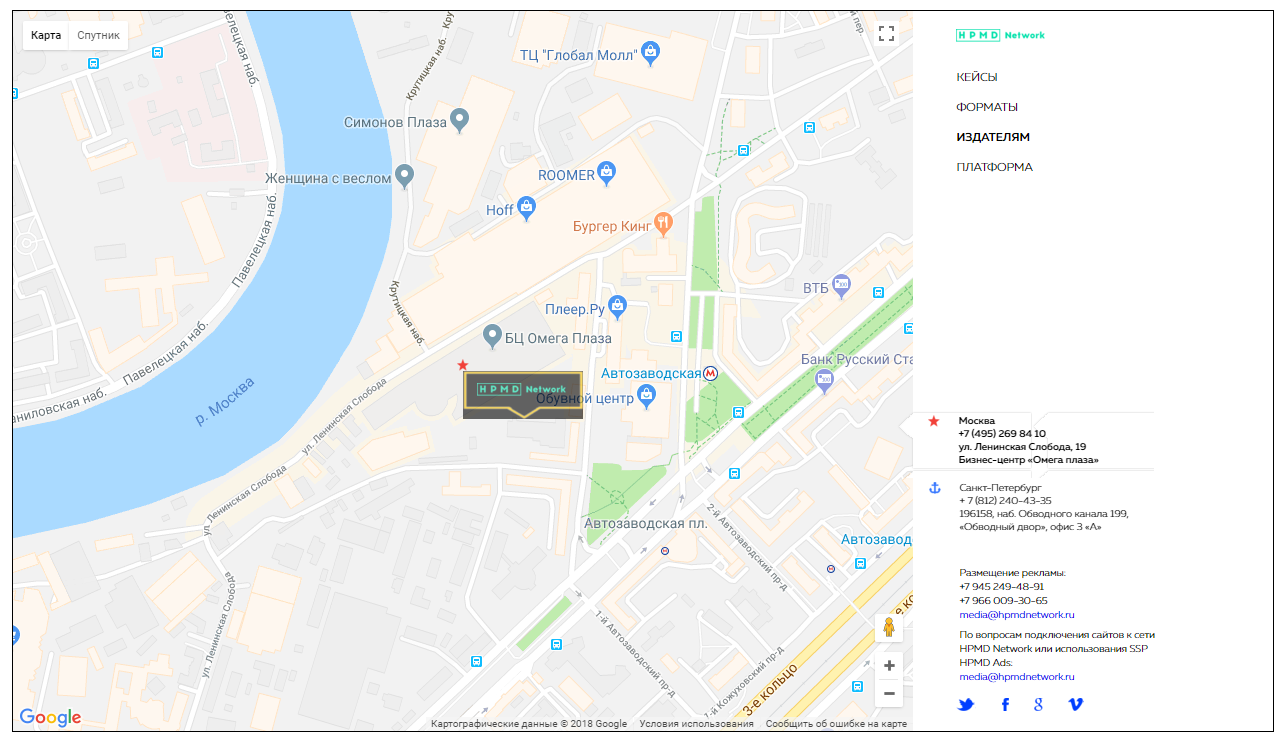 Карта
Спутник
Павелецкая наб.
Крутицкая наб.
Крутицкая наб.
ТЦ "Глобал Молл"
Симонов Плаза
Женщина с веслом
ROOMER
Hoff
Бургер Кинг
Павелецкая наб.
Крутицкая наб.
ВТБ
Плеер.Ру
БЦ Омега Плаза
Павелецкая наб.
Банк Русский Ста
Автозаводская
HPMD Network
Обувной центр
р. Москва
аниловская наб.
ул. Ленинская Слобода
ул. Ленинская Слобода
Автозаводская пл.
2-й Автозаводский пр-д
Автозавод
ул. Ленинская Слобода
1-й Автозаводский пр-д
1-й Кожуховский пр-д
3-е кольцо
е ко
Google
Картографические данные © 2018 Google
Условия использования
Сообщить об ошибке на карте
HPMD Network
КЕЙСЫ
ФОРМАТЫ
ИЗДАТЕЛЯМ
ПЛАТФОРМА
Москва
+7 (495) 269 84 10
ул. Ленинская Слобода, 19
Бизнес-центр «Омега плаза»
Санкт-Петербург
+ 7 (812) 240-43-35
196158, наб. Обводного канала 199,
«Обводный двор», офис 3 «А»
Размещение рекламы:
+7 945 249-48-91
+7 966 009-30-65
media@hpmdnetwork.ru
По вопросам подключения сайтов к сети
HPMD Network или использования SSP
HPMD Ads:
media@hpmdnetwork.ru